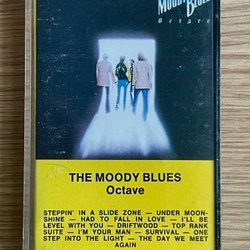 MOODY BLUES
Octave
THE MOODY BLUES
Octave
STEPPIN' IN A SLIDE ZONE – UNDER MOON-
SHINE – HAD TO FALL IN LOVE – I'LL BE
LEVEL WITH YOU – DRIFTWOOD – TOP RANK
SUITE – I'M YOUR MAN – SURVIVAL – ONE
STEP INTO THE LIGHT – THE DAY WE MEET
AGAIN